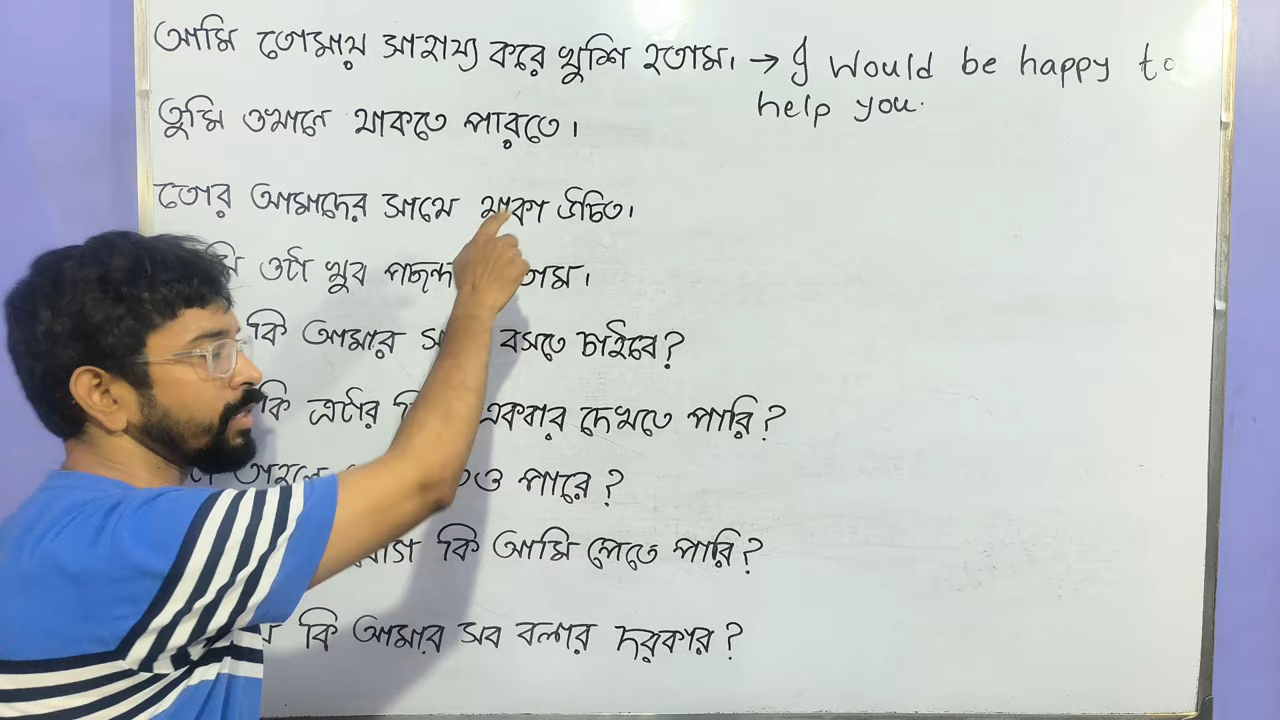 আমি তোমায় সাহায্য করে খুশি হতাম। → I would be happy to
help you.
তুমি ওখানে থাকতে পারতে।
তোর আমাদের সাথে থাকা উচিত।
ওটা খুব পছন্দ
কি আমার বসতে চাইবে?
কি এটার একবার দেখতে পারি?
পারে?
কি আমি পেতে পারি?
কি আমার সব বলার দরকার?